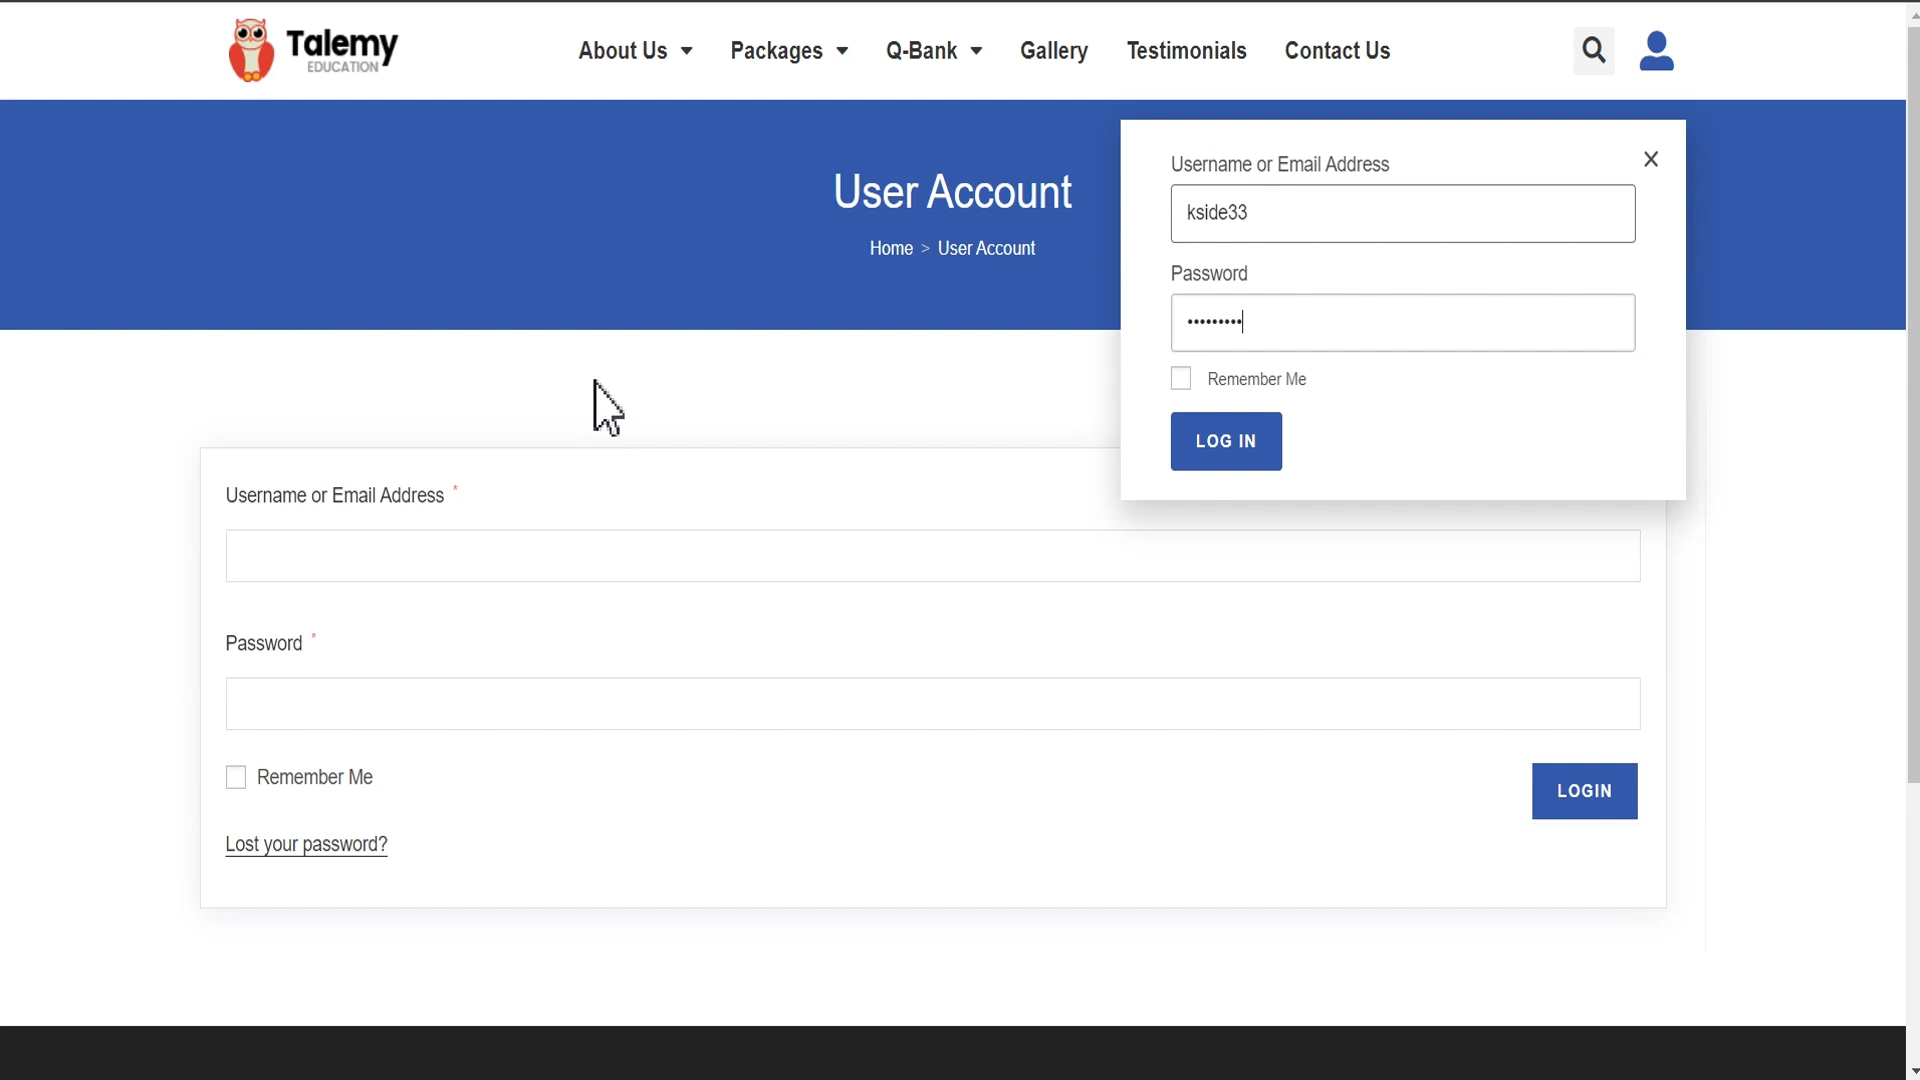 Talemy
EDUCATION
About Us
Packages
Q-Bank
Gallery
Testimonials
Contact Us
User Account
Home > User Account
Username or Email Address
kside33
Password
•••••••••
Remember Me
LOG IN
Username or Email Address *
Password *
Remember Me
LOGIN
Lost your password?